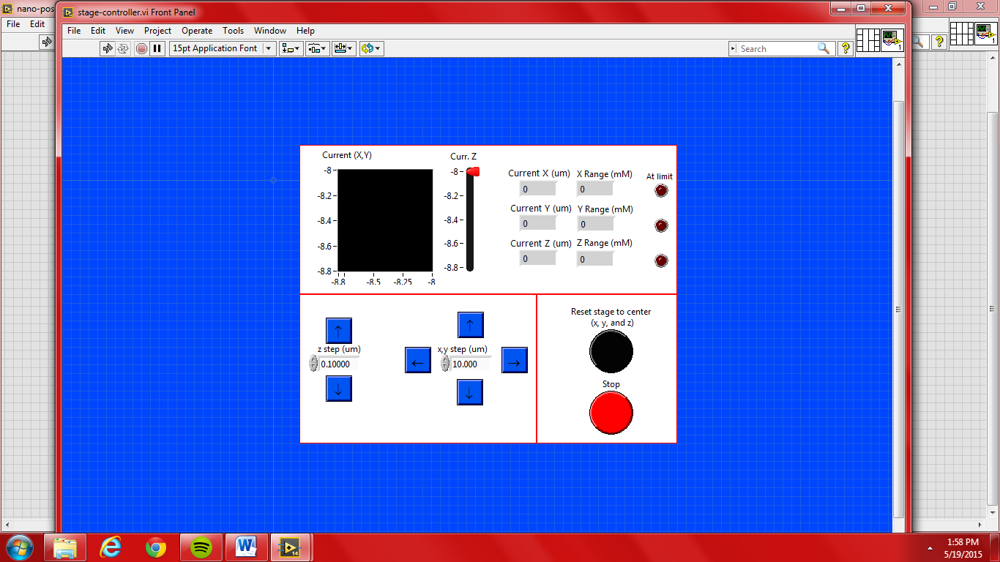 nano-pos
File Edit
stage-controller.vi Front Panel
File Edit View Project Operate Tools Window Help
15pt Application Font
Search
1
1
Current (X,Y)
-8
-8.2
-8.4
-8.6
-8.8
-8.8 -8.5 -8.25 -8
Curr. Z
-8
-8.2
-8.4
-8.6
-8.8
Current X (um) X Range (mM) At limit
0 0
Current Y (um) Y Range (mM)
0 0
Current Z (um) Z Range (mM)
0 0
↑
z step (um)
0.10000
↓
↑
← x,y step (um) →
10.000
↓
Reset stage to center
(x, y, and z)
Stop
14
1:58 PM
5/19/2015